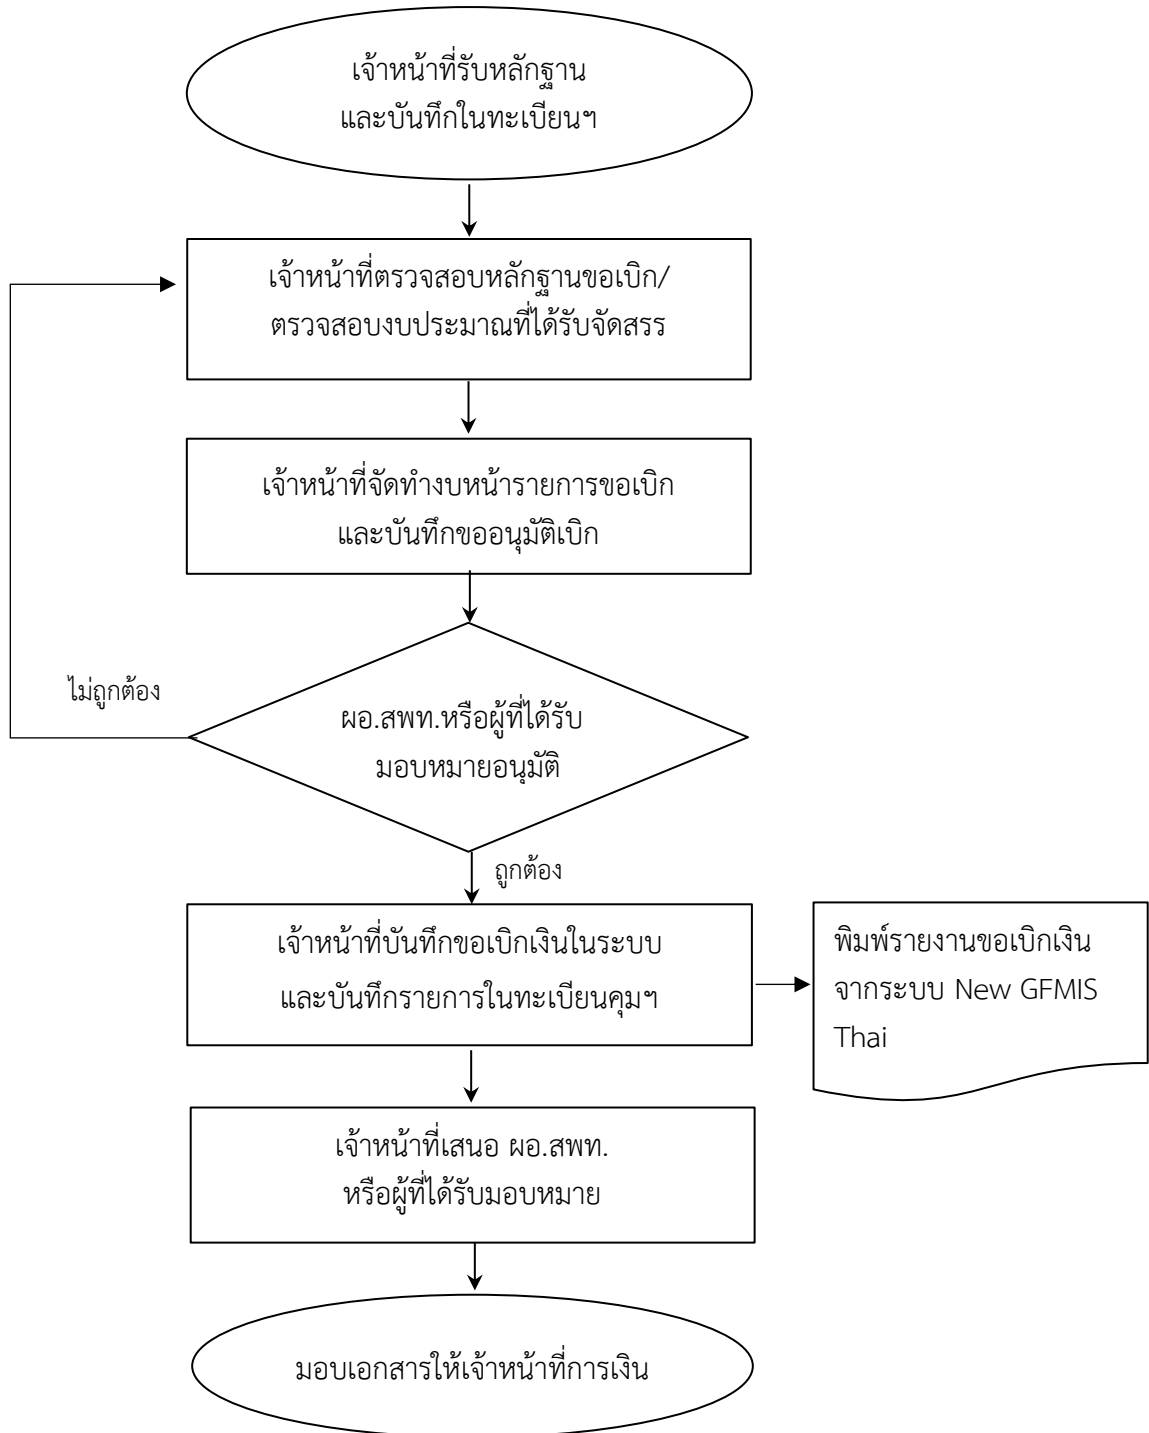 เจ้าหน้าที่รับหลักฐาน
และบันทึกในทะเบียนฯ
เจ้าหน้าที่ตรวจสอบหลักฐานขอเบิก/
ตรวจสอบงบประมาณที่ได้รับจัดสรร
เจ้าหน้าที่จัดทำงบหน้ารายการขอเบิก
และบันทึกขออนุมัติเบิก
ไม่ถูกต้อง
ผอ.สพท.หรือผู้ที่ได้รับ
มอบหมายอนุมัติ
ถูกต้อง
เจ้าหน้าที่บันทึกขอเบิกเงินในระบบ
และบันทึกรายการในทะเบียนคุมฯ
พิมพ์รายงานขอเบิกเงิน
จากระบบ New GFMIS
Thai
เจ้าหน้าที่เสนอ ผอ.สพท.
หรือผู้ที่ได้รับมอบหมาย
มอบเอกสารให้เจ้าหน้าที่การเงิน